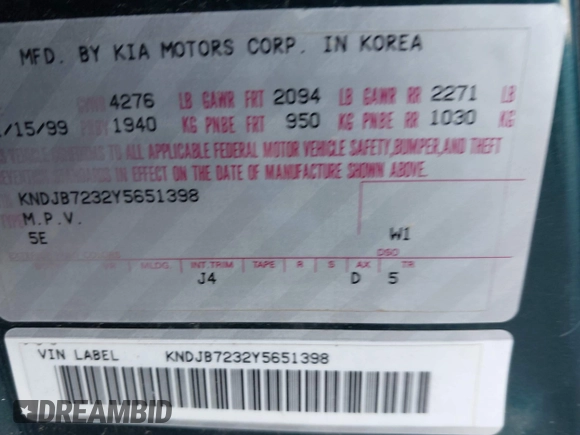 MFD. BY KIA MOTORS CORP. IN KOREA
4276 LB GAWR FRT 2094 LB GAWR RR 2271 LB
/15/99 1940 KG PNBE FRT 950 KG PNBE RR 1030 KG
TO ALL APPLICABLE FEDERAL MOTOR VEHICLE SAFETY, BUMPER, AND THEFT
IN EFFECT ON THE DATE OF MANUFACTURE SHOWN ABOVE.
KNDJB7232Y5651398
M.P.V.
5E W1
DSO
MLDG INT.TRIM TAPE R S AX TR
J4 D 5
VIN LABEL KNDJB7232Y5651398
DREAMBID